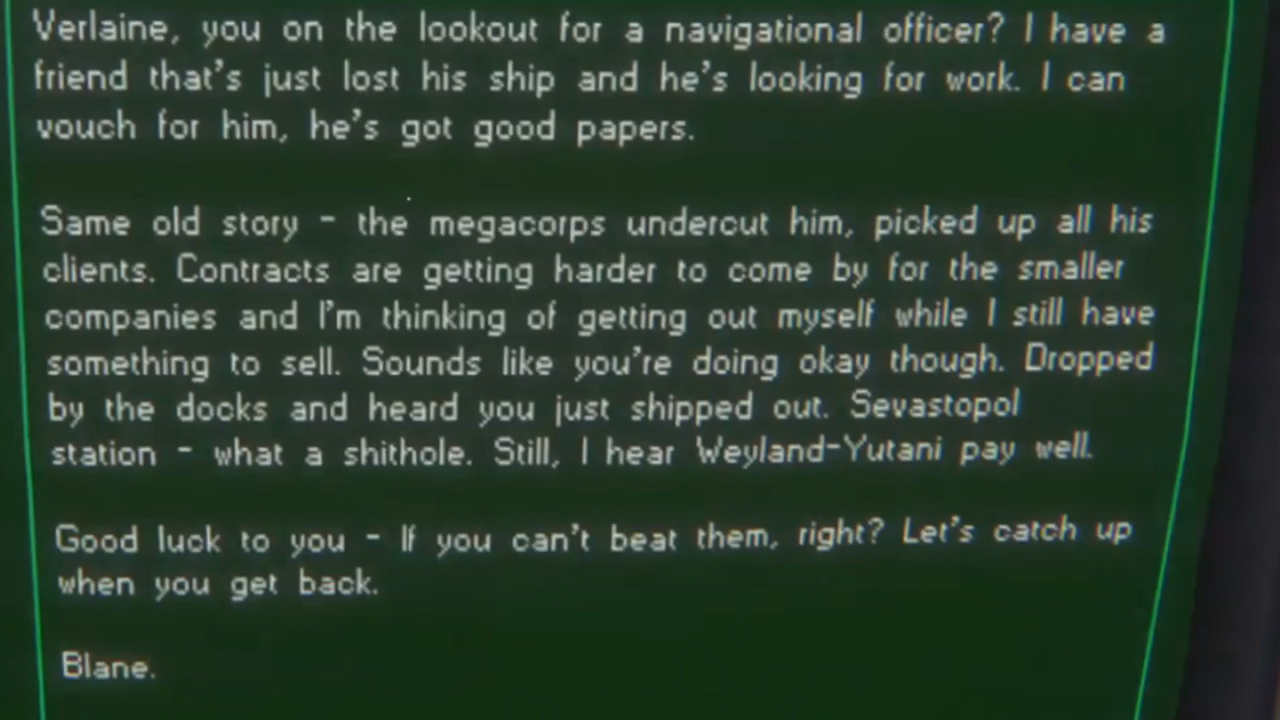 Verlaine, you on the lookout for a navigational officer? I have a
friend that's just lost his ship and he's looking for work. I can
vouch for him, he's got good papers.
Same old story - the megacorps undercut him, picked up all his
clients. Contracts are getting harder to come by for the smaller
companies and I'm thinking of getting out myself while I still have
something to sell. Sounds like you're doing okay though. Dropped
by the docks and heard you just shipped out. Sevastopol
station - what a shithole. Still, I hear Weyland-Yutani pay well.
Good luck to you - If you can't beat them, right? Let's catch up
when you get back.
Blane.